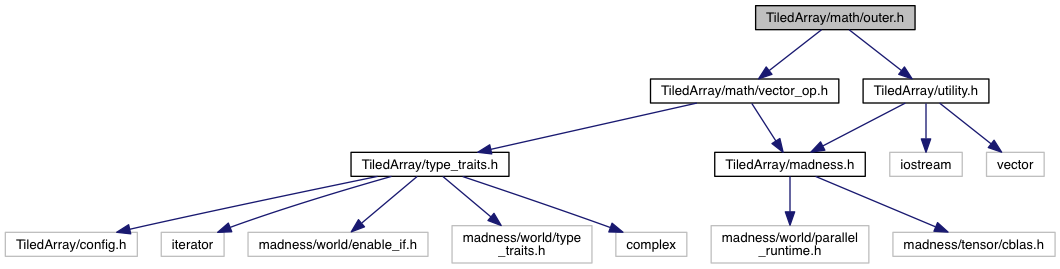 TiledArray/math/outer.h
TiledArray/math/vector_op.h
TiledArray/utility.h
TiledArray/type_traits.h
TiledArray/madness.h
iostream
vector
TiledArray/config.h
iterator
madness/world/enable_if.h
madness/world/type
_traits.h
complex
madness/world/parallel
_runtime.h
madness/tensor/cblas.h